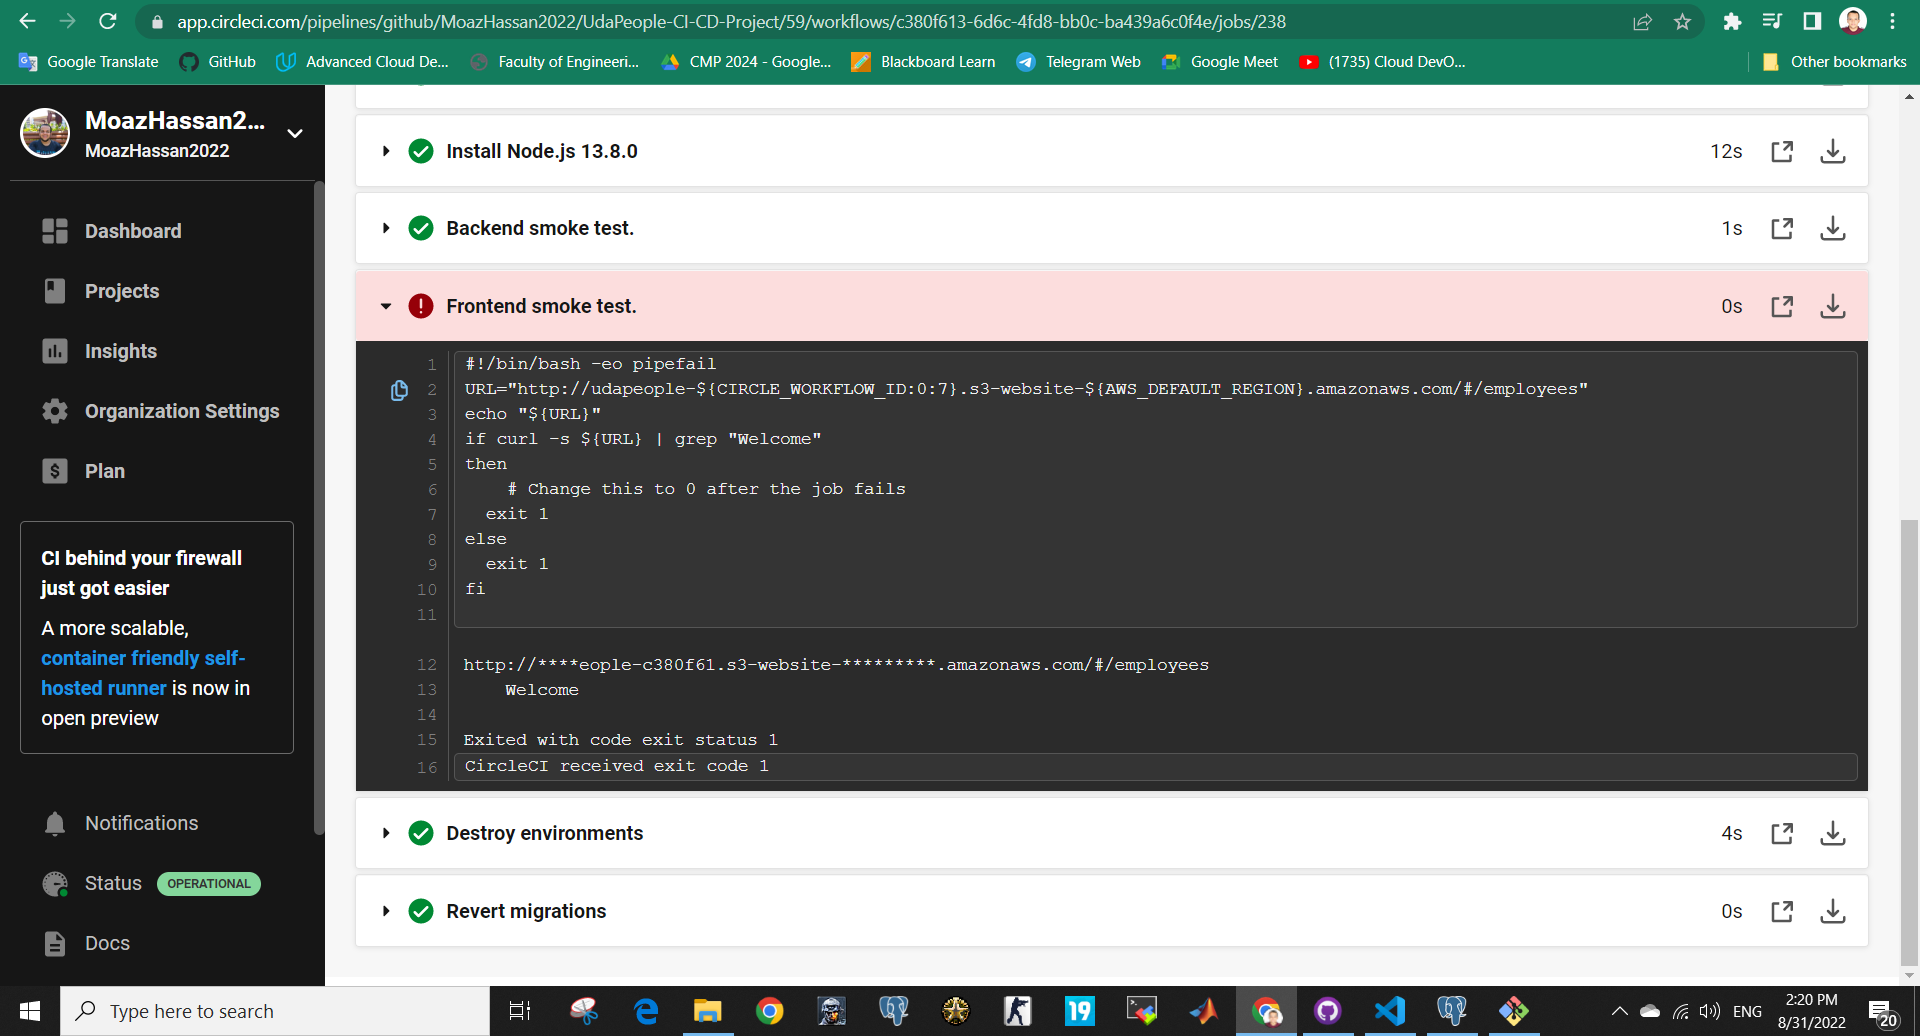 app.circleci.com/pipelines/github/MoazHassan2022/UdaPeople-CI-CD-Project/59/workflows/c380f613-6d6c-4fd8-bb0c-ba439a6c0f4e/jobs/238
Google Translate
GitHub
Advanced Cloud De...
Faculty of Engineeri...
CMP 2024 - Google...
Blackboard Learn
Telegram Web
Google Meet
(1735) Cloud DevO...
Other bookmarks
MoazHassan2...
MoazHassan2022
Dashboard
Projects
Insights
Organization Settings
Plan
CI behind your firewall
just got easier
A more scalable,
container friendly self-
hosted runner is now in
open preview
Notifications
Status OPERATIONAL
Docs
Install Node.js 13.8.0 12s
Backend smoke test. 1s
Frontend smoke test. 0s
1 #!/bin/bash -eo pipefail
2 URL="http://udapeople-${CIRCLE_WORKFLOW_ID:0:7}.s3-website-${AWS_DEFAULT_REGION}.amazonaws.com/#/employees"
3 echo "${URL}"
4 if curl -s ${URL} | grep "Welcome"
5 then
6 # Change this to 0 after the job fails
7 exit 1
8 else
9 exit 1
10 fi
11
12 http://****eople-c380f61.s3-website-*********.amazonaws.com/#/employees
13 Welcome
14
15 Exited with code exit status 1
16 CircleCI received exit code 1
Destroy environments 4s
Revert migrations 0s
Type here to search
19
ENG
2:20 PM
8/31/2022
20